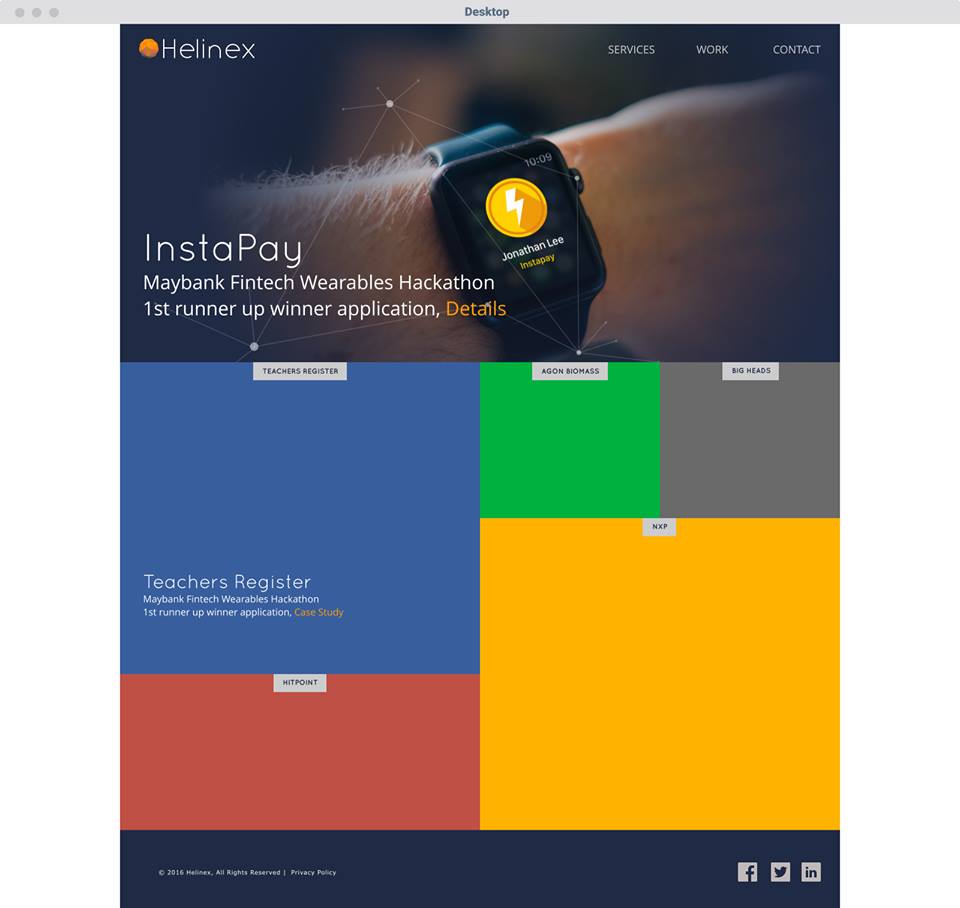 Desktop
Helinex
SERVICES WORK CONTACT
10:09
Jonathan Lee
Instapay
InstaPay
Maybank Fintech Wearables Hackathon
1st runner up winner application, Details
TEACHERS REGISTER
AGON BIOMASS
BIG HEADS
NXP
Teachers Register
Maybank Fintech Wearables Hackathon
1st runner up winner application, Case Study
HITPOINT
© 2016 Helinex, All Rights Reserved | Privacy Policy